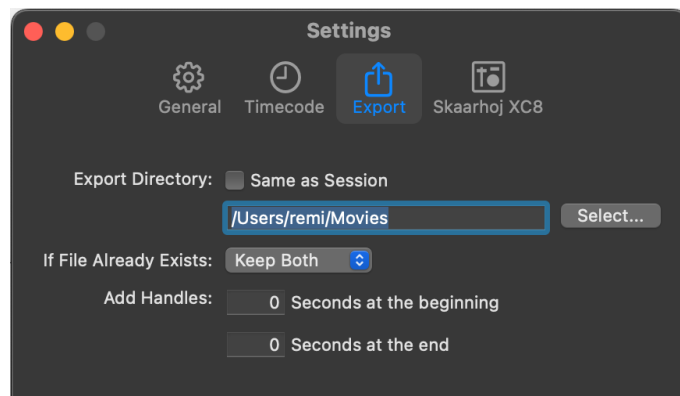 Settings
General Timecode Export Skaarhoj XC8
Export Directory: Same as Session
/Users/remi/Movies Select...
If File Already Exists: Keep Both
Add Handles: 0 Seconds at the beginning
0 Seconds at the end